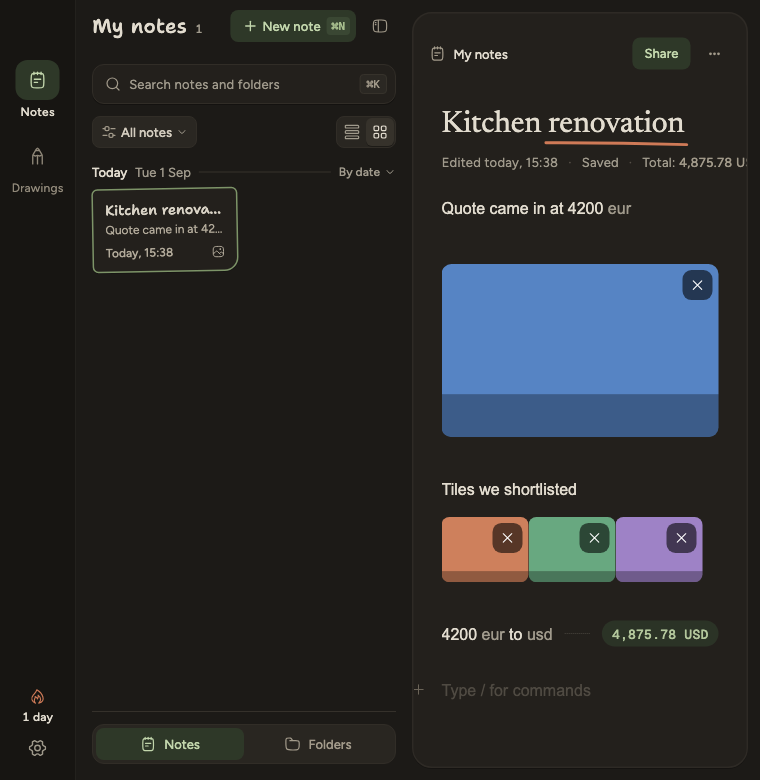 My notes 1
+ New note ⌘N
Notes
Drawings
Search notes and folders ⌘K
All notes
Today Tue 1 Sep By date
Kitchen renova...
Quote came in at 42...
Today, 15:38
1 day
Notes Folders
My notes Share ...
Kitchen renovation
Edited today, 15:38 · Saved · Total: 4,875.78 U
Quote came in at 4200 eur
Tiles we shortlisted
4200 eur to usd 4,875.78 USD
+ Type / for commands